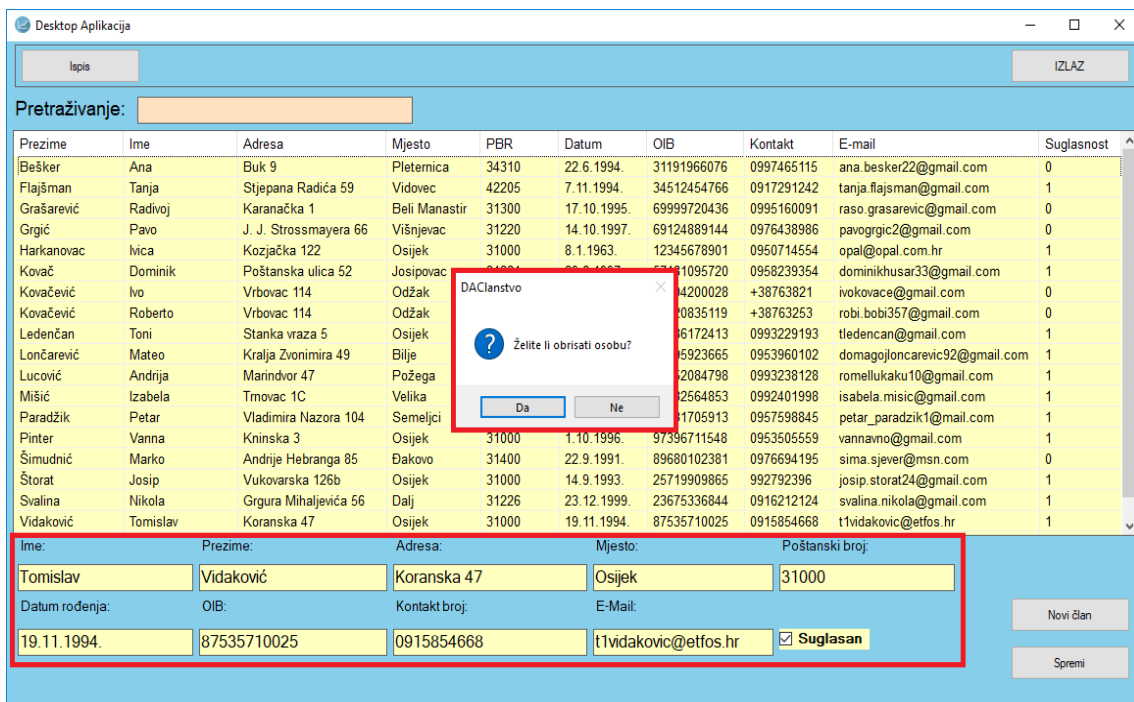 Desktop Aplikacija
Ispis IZLAZ
Pretraživanje:
Prezime Ime Adresa Mjesto PBR Datum OIB Kontakt E-mail Suglasnost
Bešker Ana Buk 9 Pleternica 34310 22.6.1994. 31191966076 0997465115 ana.besker22@gmail.com 0
Flajšman Tanja Stjepana Radića 59 Vidovec 42205 7.11.1994. 34512454766 0917291242 tanja.flajsman@gmail.com 1
Grašarević Radivoj Karanačka 1 Beli Manastir 31300 17.10.1995. 69999720436 0995160091 raso.grasarevic@gmail.com 0
Grgić Pavo J. J. Strossmayera 66 Višnjevac 31220 14.10.1997. 69124889144 0976438986 pavogrgic2@gmail.com 0
Harkanovac Ivica Kozjačka 122 Osijek 31000 8.1.1963. 12345678901 0950714554 opal@opal.com.hr 1
Kovač Dominik Poštanska ulica 52 Josipovac 0958239354 dominikhusar33@gmail.com 1
Kovačević Ivo Vrbovac 114 Odžak 4200028 +38763821 ivokovace@gmail.com 0
Kovačević Roberto Vrbovac 114 Odžak 20835119 +38763253 robi.bobi357@gmail.com 0
Ledenčan Toni Stanka vraza 5 Osijek 6172413 0993229193 tledencan@gmail.com 1
Lončarević Mateo Kralja Zvonimira 49 Bilje 5923665 0953960102 domagojloncarevic92@gmail.com 1
Lucović Andrija Marindvor 47 Požega 2084798 0993238128 romellukaku10@gmail.com 1
Mišić Izabela Trnovac 1C Velika 2564853 0992401998 isabela.misic@gmail.com 1
Paradžik Petar Vladimira Nazora 104 Semeljci 1705913 0957598845 petar_paradzik1@mail.com 1
Pinter Vanna Kninska 3 Osijek 31000 1.10.1996. 97396711548 0953505559 vannavno@gmail.com 1
Šimudnić Marko Andrije Hebranga 85 Đakovo 31400 22.9.1991. 89680102381 0976694195 sima.sjever@msn.com 0
Štorat Josip Vukovarska 126b Osijek 31000 14.9.1993. 25719909865 992792396 josip.storat24@gmail.com 1
Svalina Nikola Grgura Mihaljevića 56 Dalj 31226 23.12.1999. 23675336844 0916212124 svalina.nikola@gmail.com 1
Vidaković Tomislav Koranska 47 Osijek 31000 19.11.1994. 87535710025 0915854668 t1vidakovic@etfos.hr 1
DAClanstvo
Želite li obrisati osobu?
Da Ne
Ime: Prezime: Adresa: Mjesto: Poštanski broj:
Tomislav Vidaković Koranska 47 Osijek 31000
Datum rođenja: OIB: Kontakt broj: E-Mail:
19.11.1994. 87535710025 0915854668 t1vidakovic@etfos.hr Suglasan
Novi član
Spremi